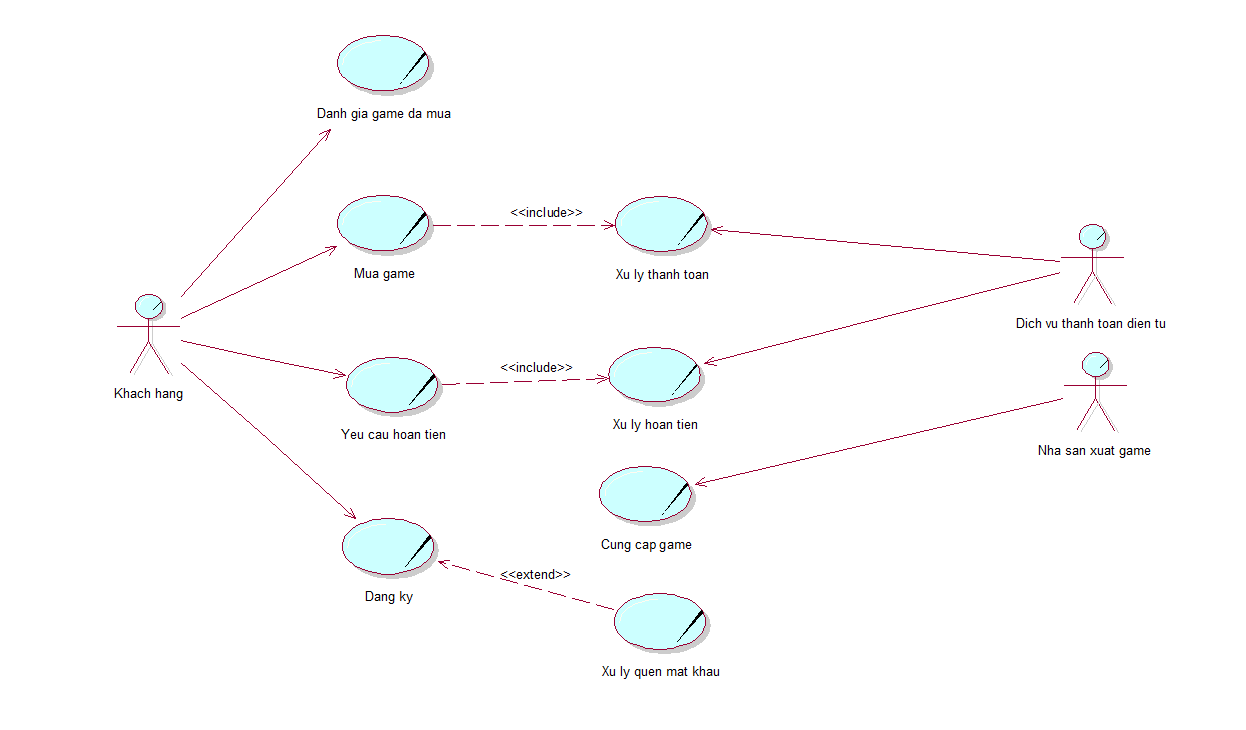 Danh gia game da mua
<<include>>
Mua game
Xu ly thanh toan
Dich vu thanh toan dien tu
<<include>>
Khach hang
Yeu cau hoan tien
Xu ly hoan tien
Nha san xuat game
Cung cap game
<<extend>>
Dang ky
Xu ly quen mat khau